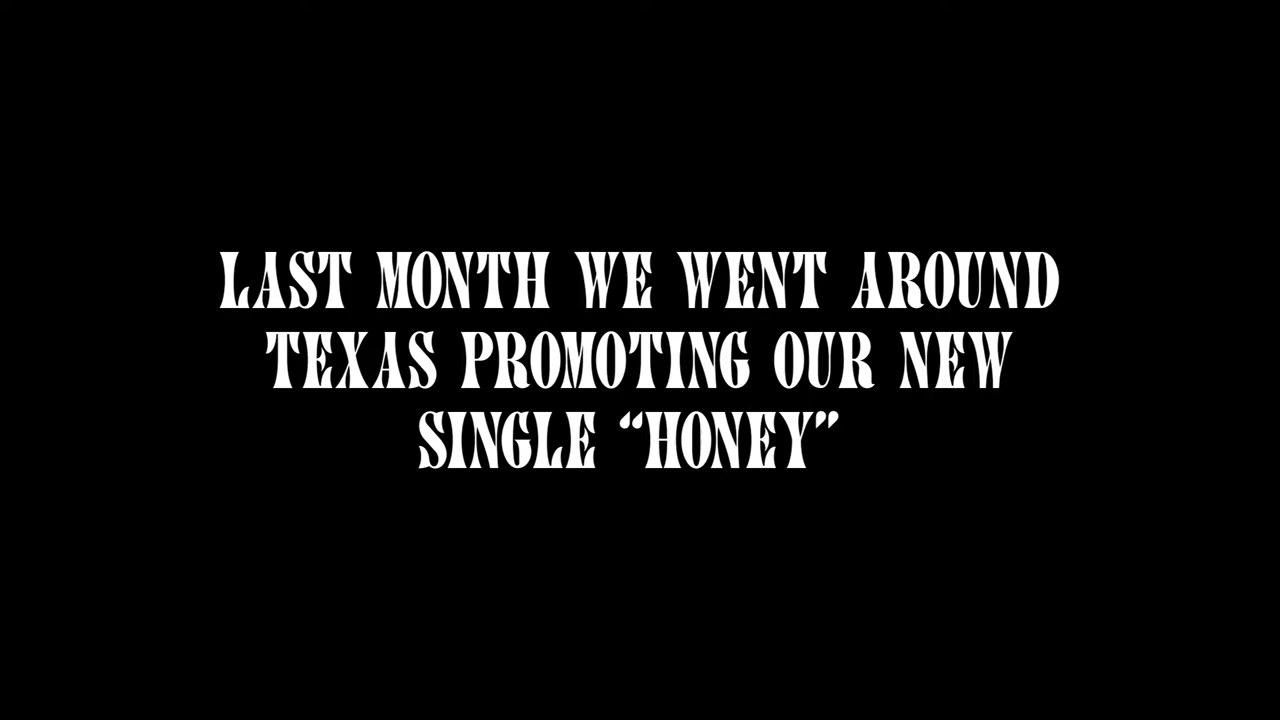 LAST MONTH WE WENT AROUND
TEXAS PROMOTING OUR NEW
SINGLE “HONEY”